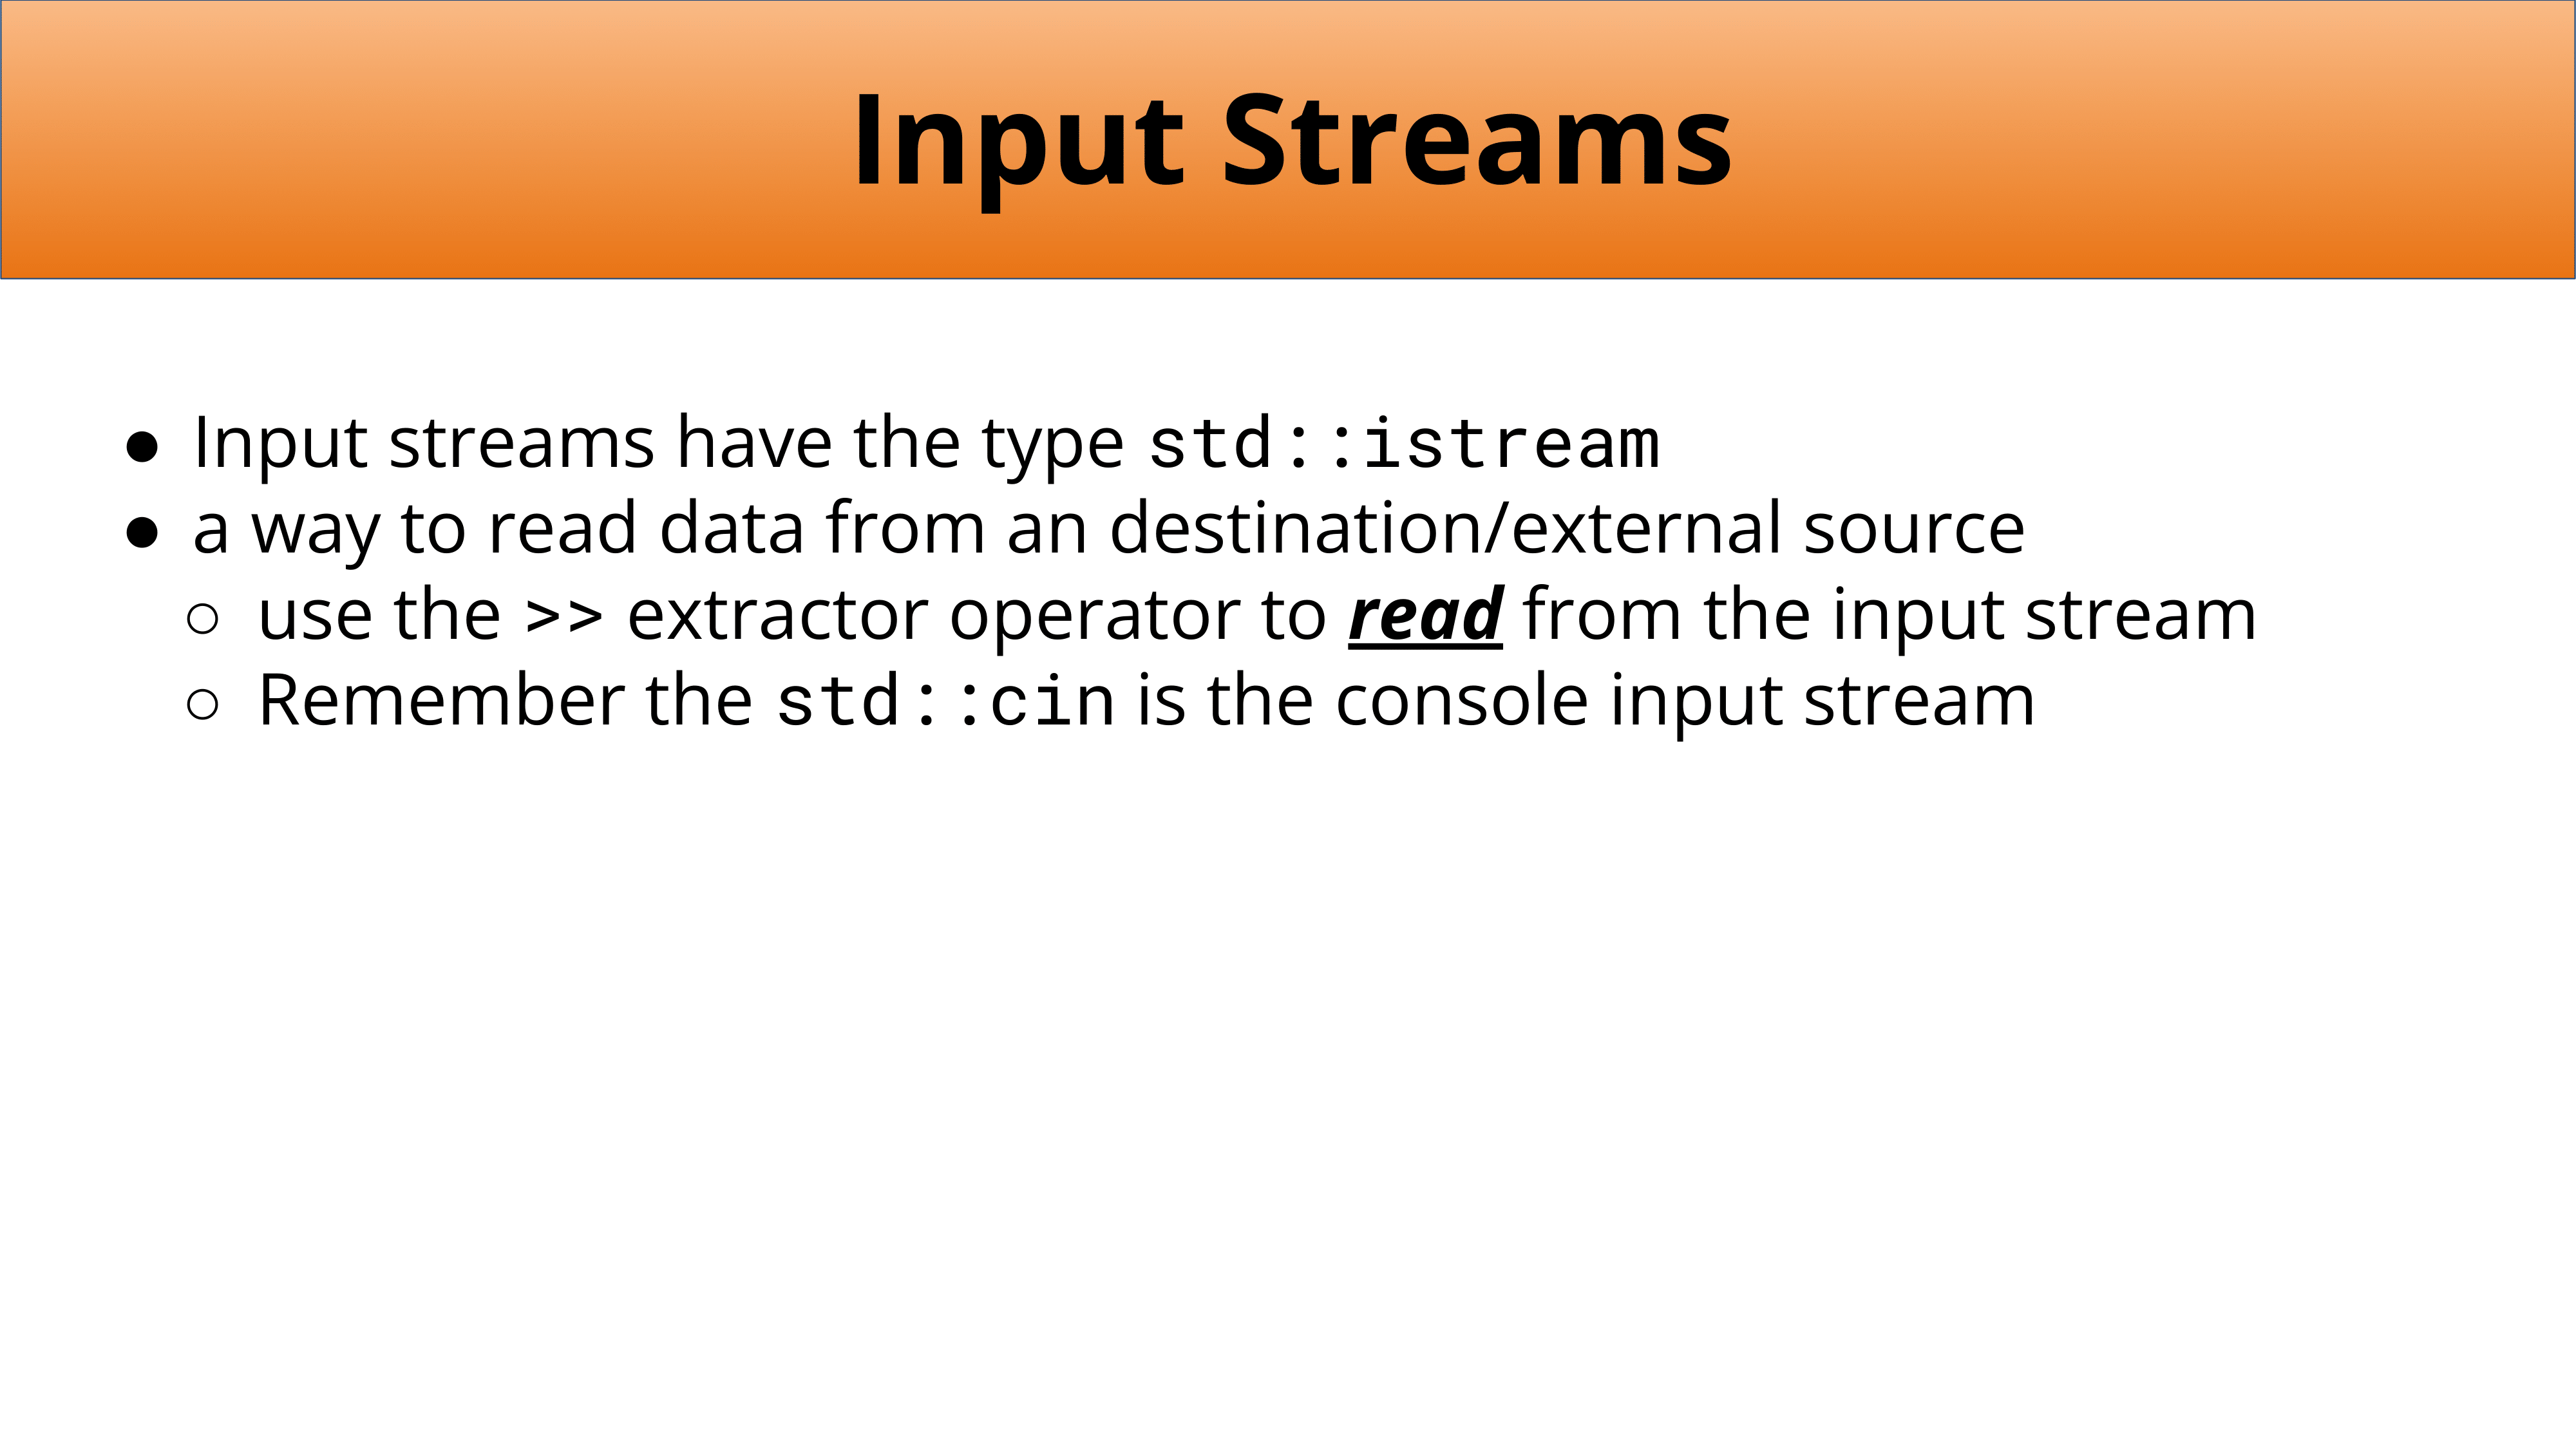 Input Streams
● Input streams have the type std::istream
● a way to read data from an destination/external source
○ use the >> extractor operator to read from the input stream
○ Remember the std::cin is the console input stream